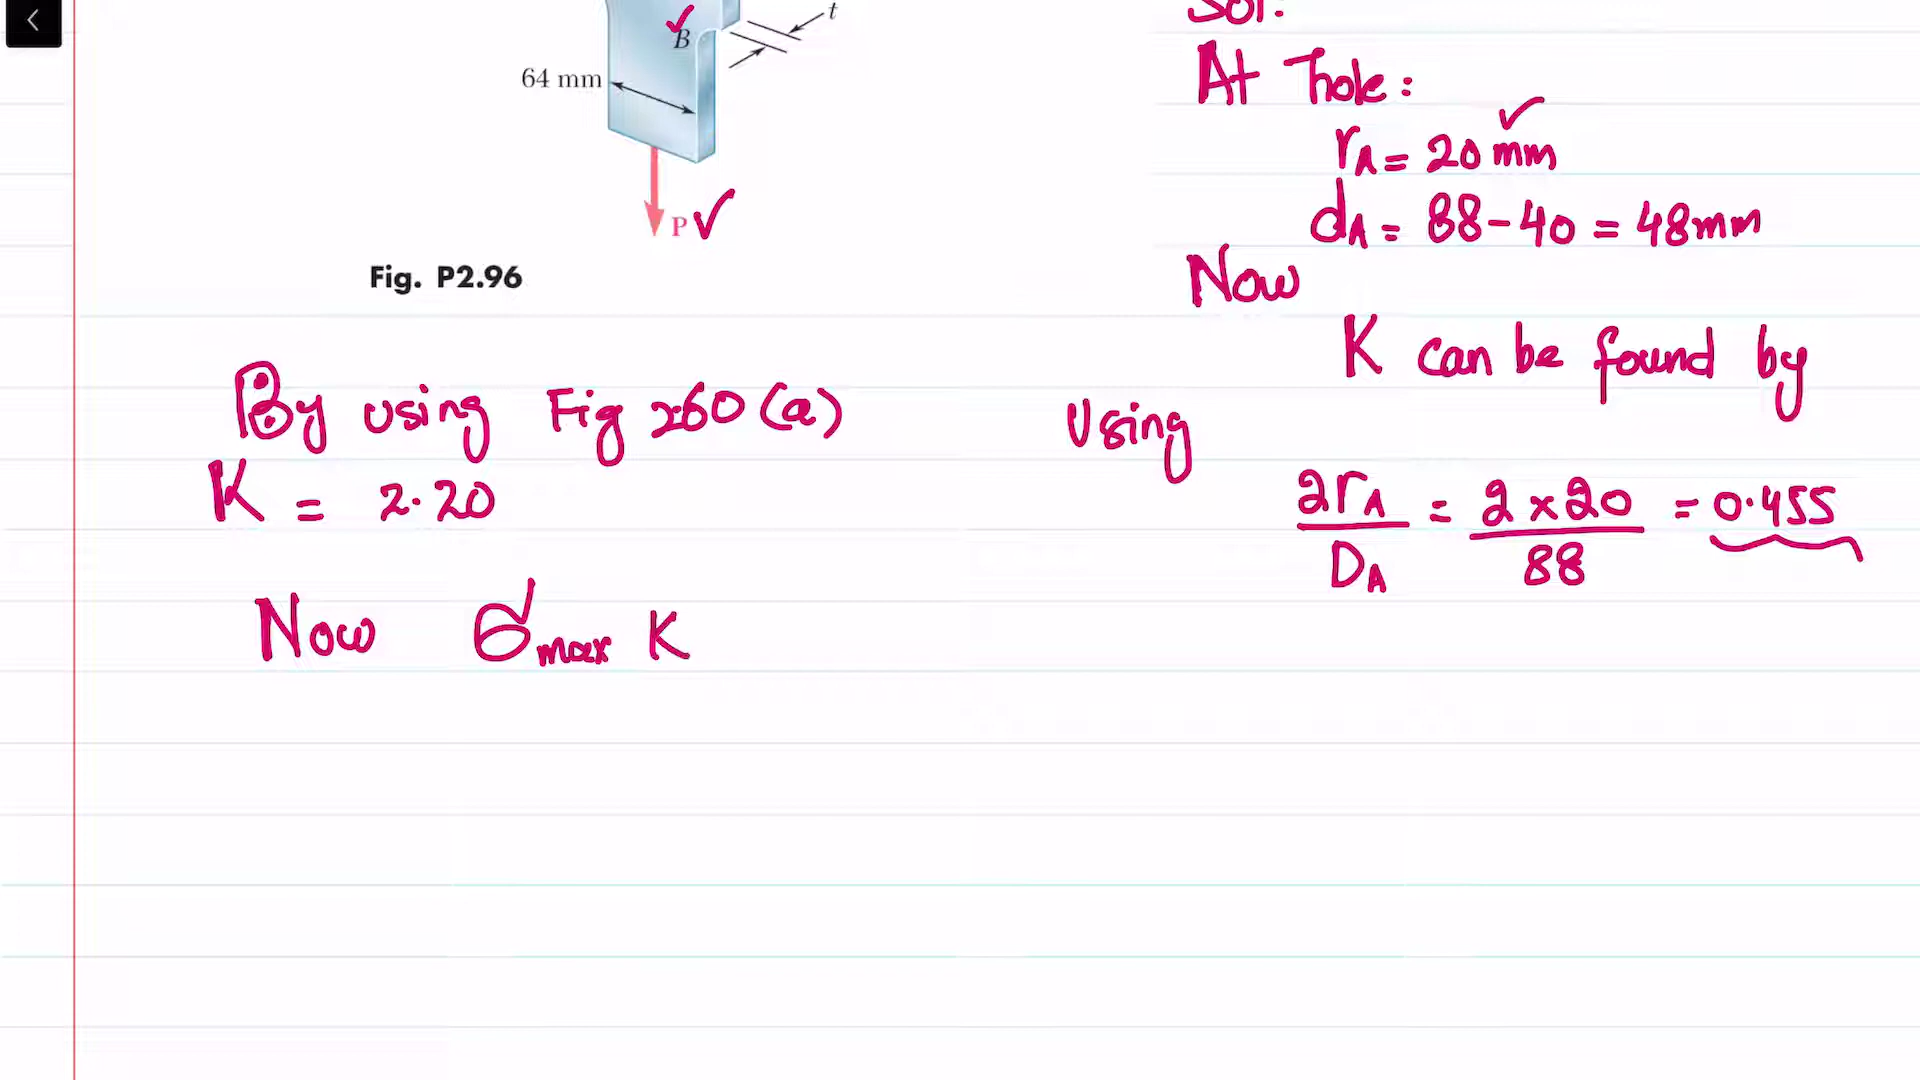 t
B
64 mm
P
Fig. P2.96
Sol:
At hole:
rA = 20 mm
dA = 88-40 = 48mm
Now
K can be found by
Using
2rA / DA = 2 x 20 / 88 = 0.455
By using Fig 2.60 (a)
K = 2.20
Now σmax K